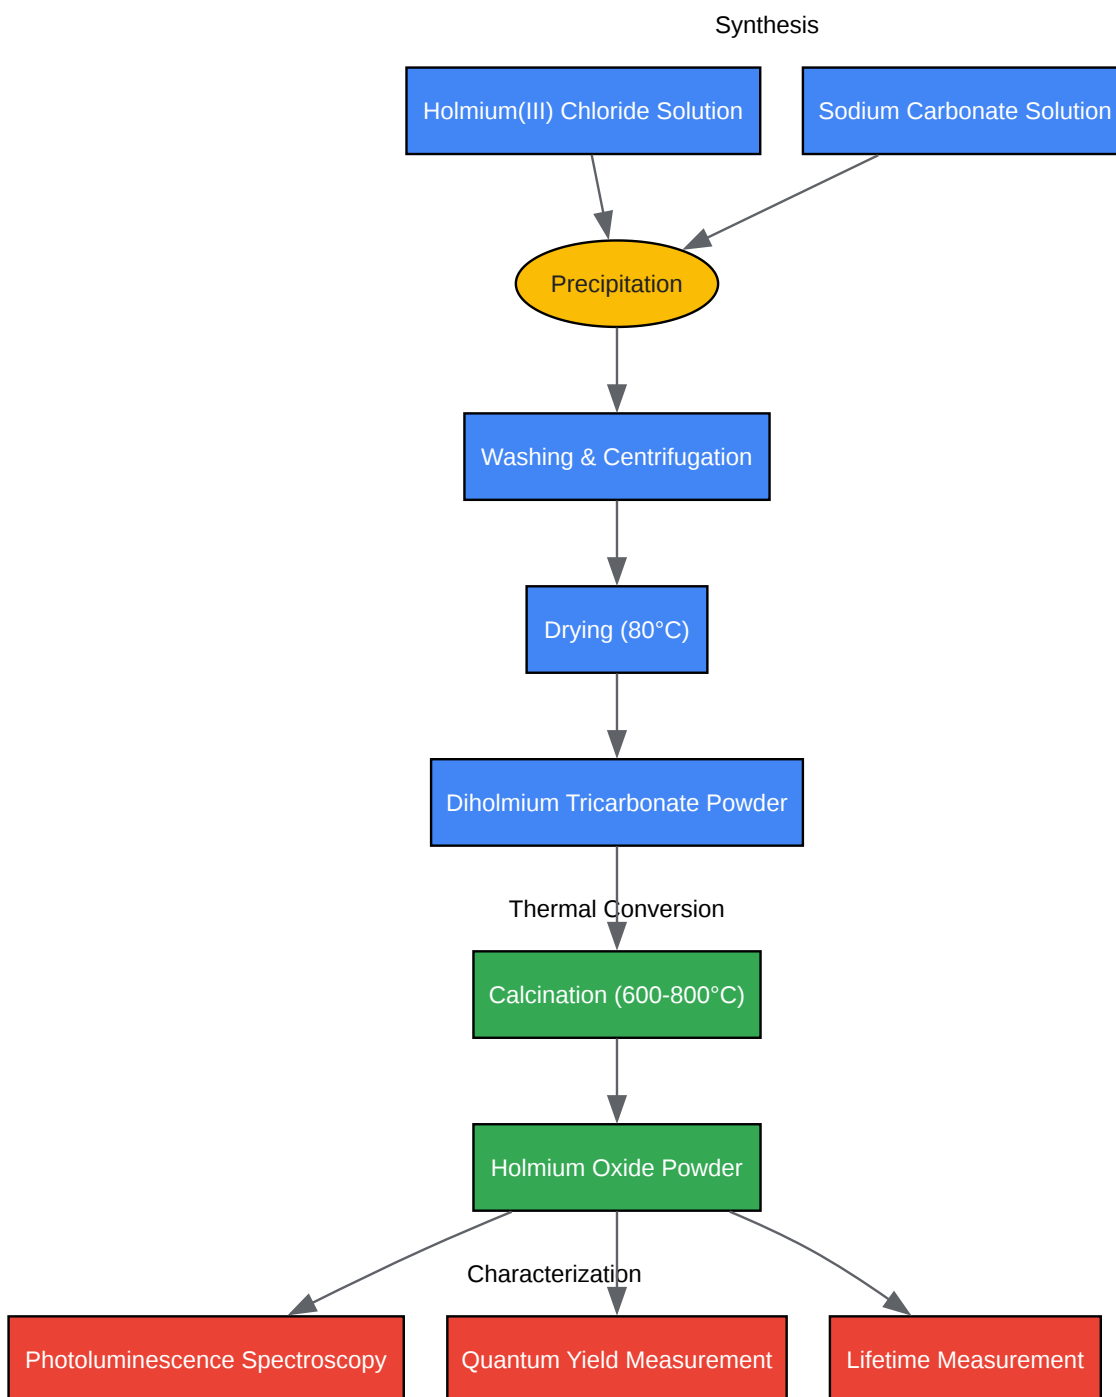 Synthesis
Holmium(III) Chloride Solution
Sodium Carbonate Solution
Precipitation
Washing & Centrifugation
Drying (80°C)
Diholmium Tricarbonate Powder
Thermal Conversion
Calcination (600-800°C)
Holmium Oxide Powder
Characterization
Photoluminescence Spectroscopy
Quantum Yield Measurement
Lifetime Measurement